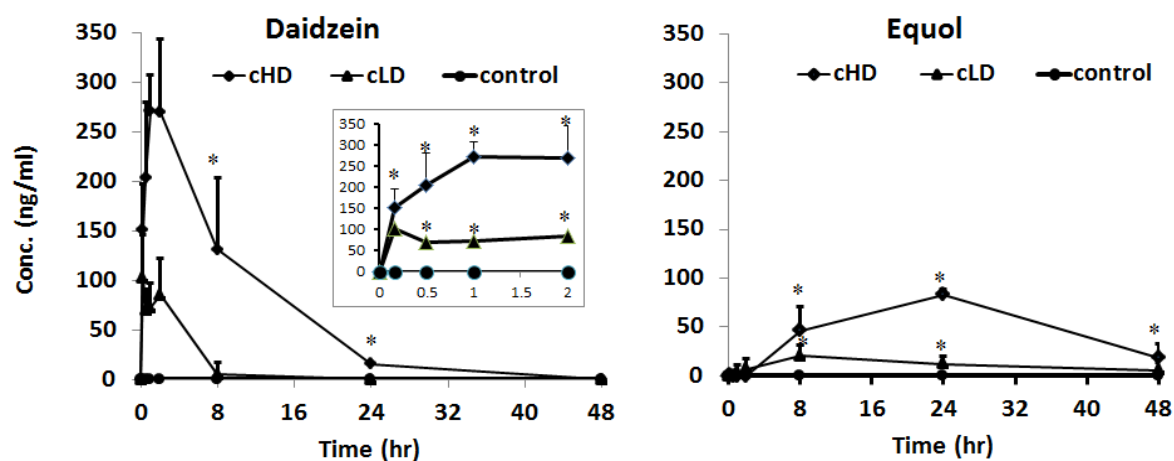 Daidzein
cHD cLD control
Conc. (ng/ml)
350
300
250
200
150
100
50
0
*
*
0 8 16 24 32 40 48
Time (hr)
350
300
250
200
150
100
50
0
* * * *
* * *
0 0.5 1 1.5 2
Equol
cHD cLD control
350
300
250
200
150
100
50
0
* * *
* *
0 8 16 24 32 40 48
Time (hr)